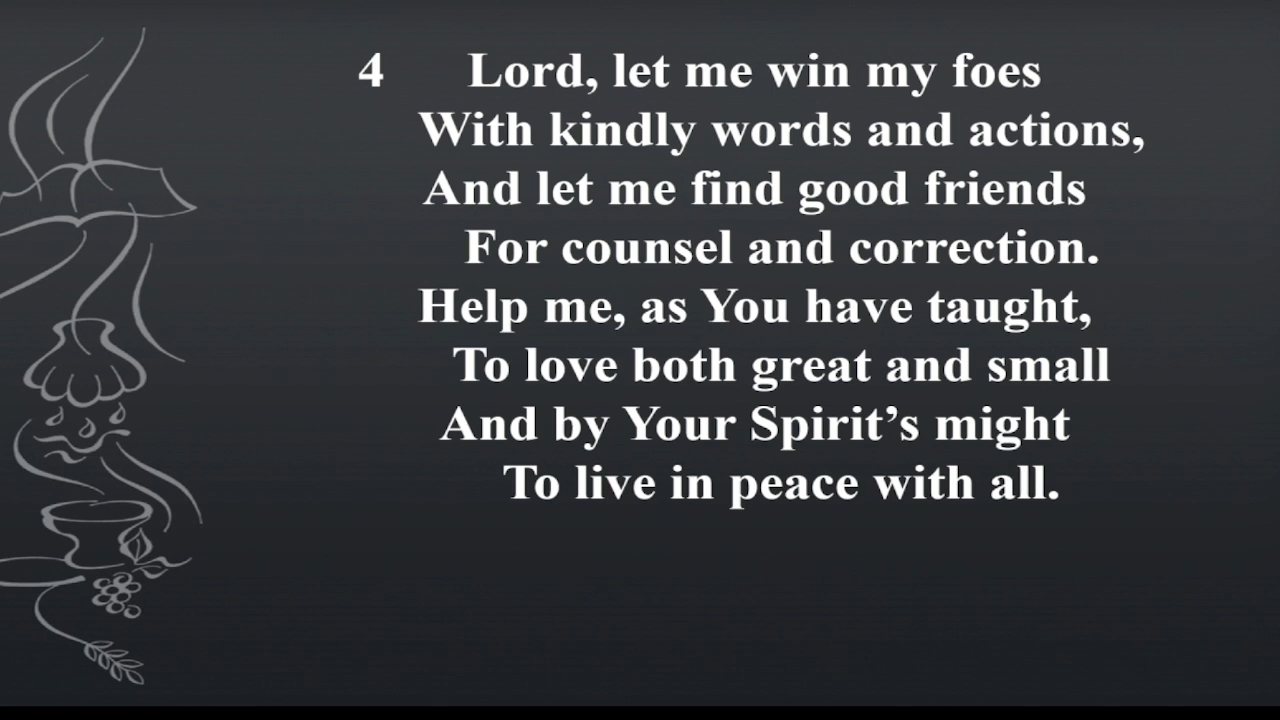 4 Lord, let me win my foes
With kindly words and actions,
And let me find good friends
For counsel and correction.
Help me, as You have taught,
To love both great and small
And by Your Spirit’s might
To live in peace with all.